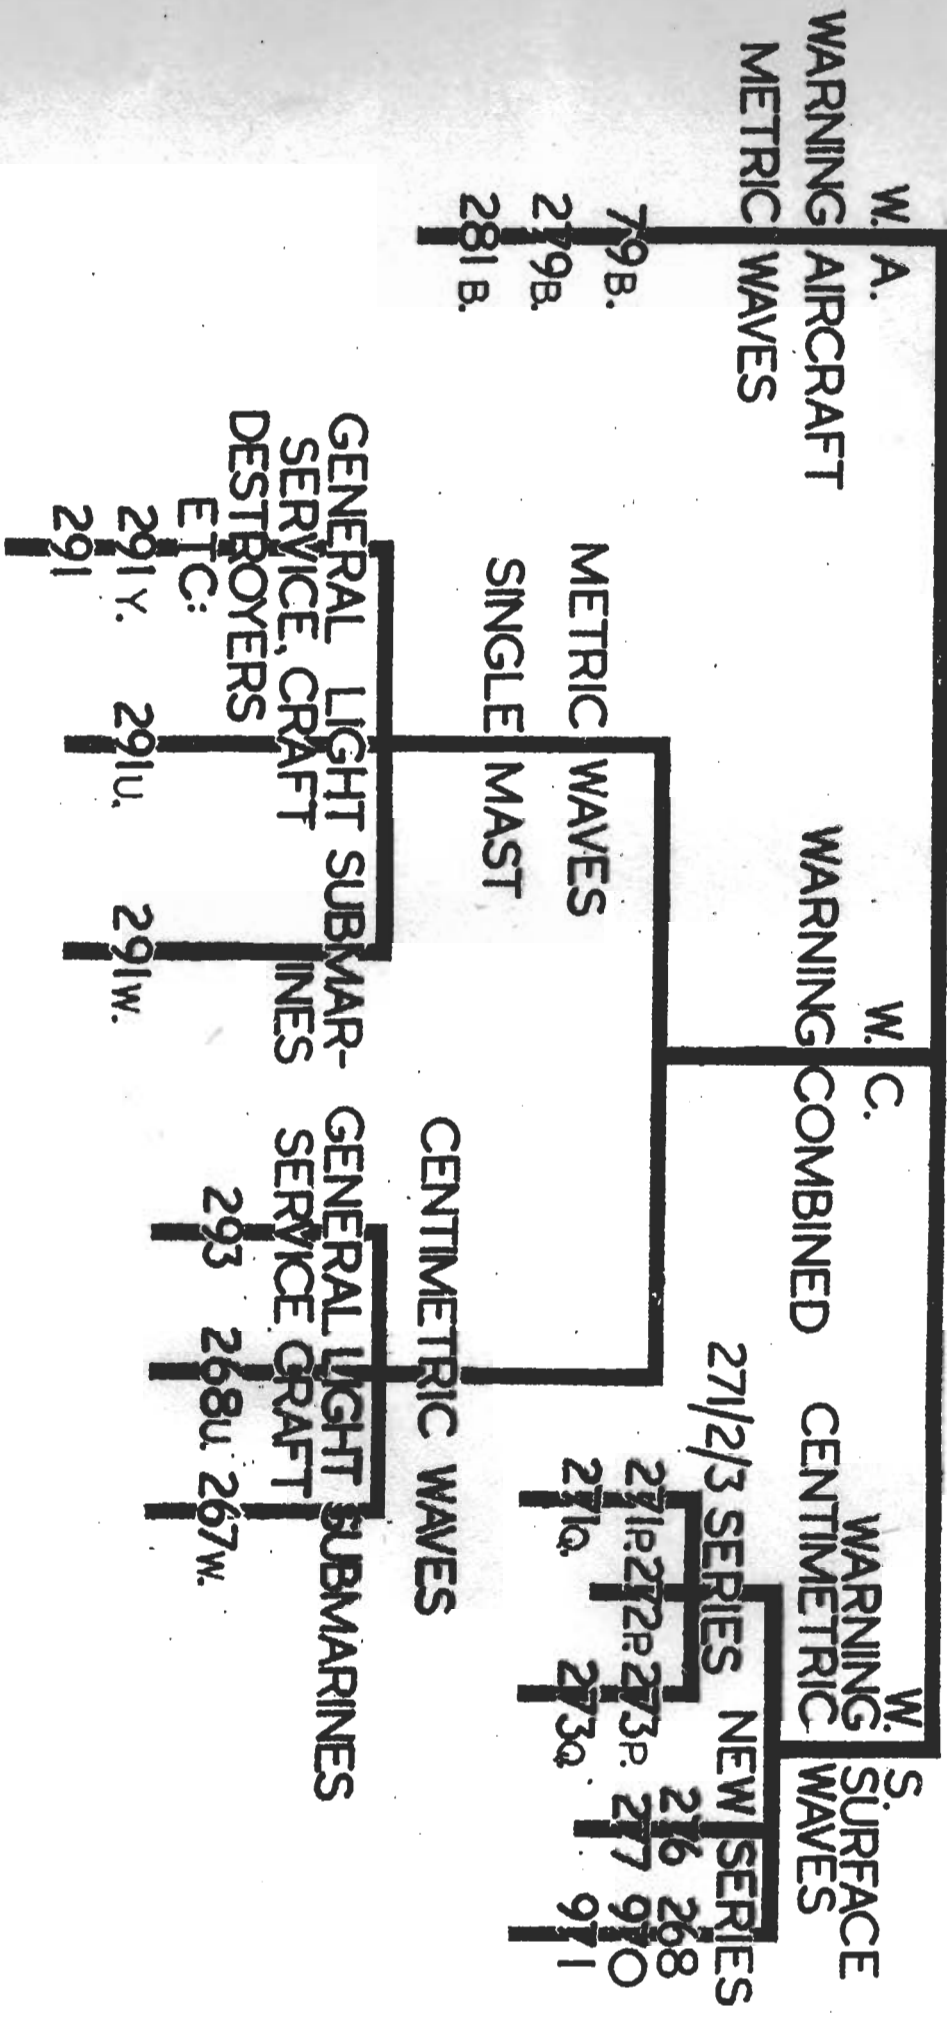 W. A.
WARNING AIRCRAFT
METRIC WAVES
79B.
279B.
281B.
W. C.
WARNING COMBINED
METRIC WAVES
SINGLE MAST
GENERAL
SERVICE,
DESTROYERS
ETC:
291Y.
291
LIGHT
CRAFT
291U.
SUBMAR-
INES
291W.
CENTIMETRIC WAVES
GENERAL
SERVICE
293
LIGHT
CRAFT
268U.
SUBMARINES
267W.
W. S.
WARNING SURFACE
CENTIMETRIC WAVES
271/2/3 SERIES
271P. 272P. 273P.
271Q. 273Q.
NEW SERIES
276 268
277 970
971